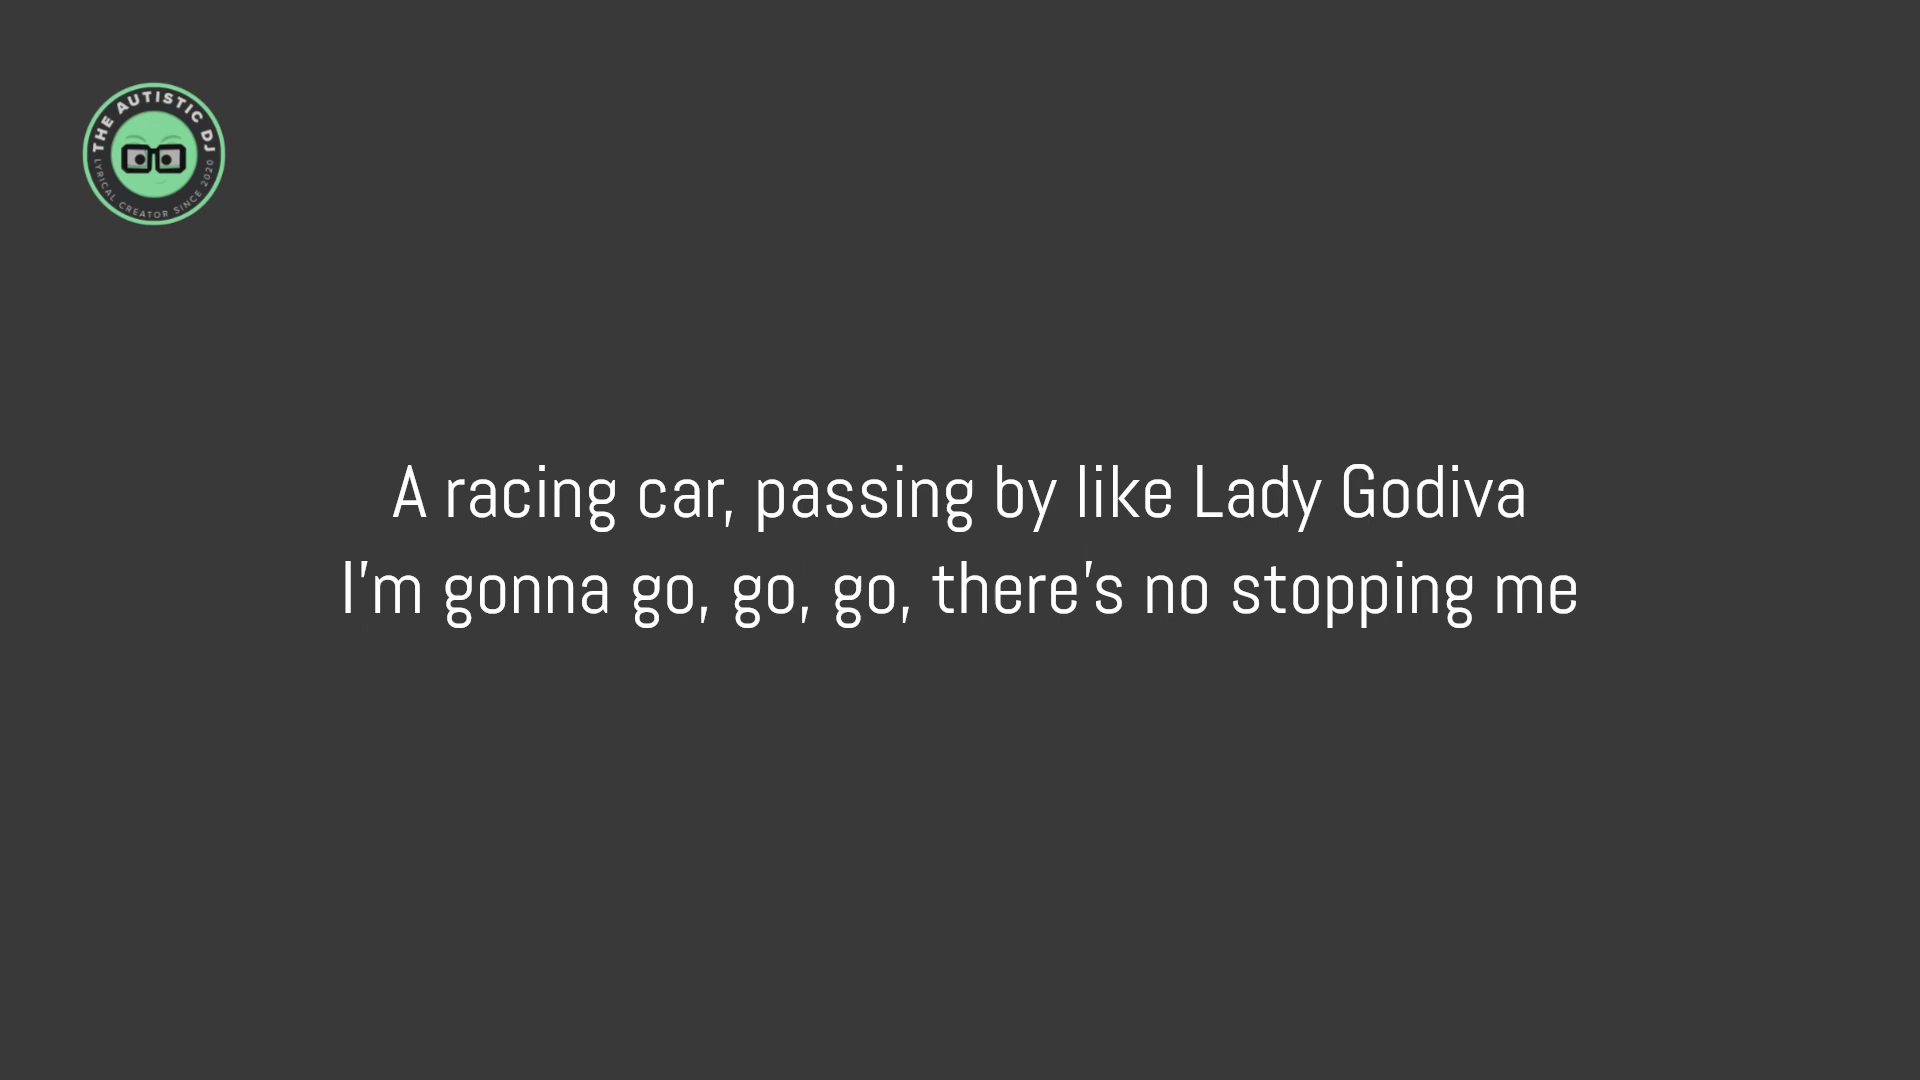 THE AUTISTIC DJ
LYRICAL CREATOR SINCE 2020
A racing car, passing by like Lady Godiva
I'm gonna go, go, go, there's no stopping me